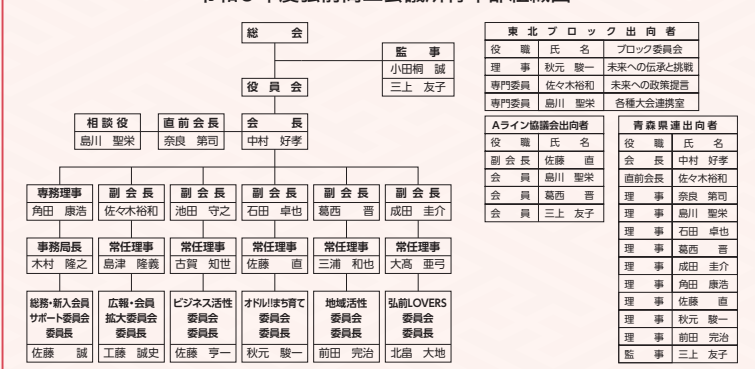 総 会
監 事
小田桐 誠
三上 友子
役 員 会
相 談 役
島川 聖栄
直 前 会 長
奈良 第司
会 長
中村 好孝
専務理事 副 会 長 副 会 長 副 会 長 副 会 長 副 会 長
角田 康浩 佐々木裕和 池田 守之 石田 卓也 葛西 晋 成田 圭介
事務局長 常任理事 常任理事 常任理事 常任理事 常任理事
木村 隆之 島津 隆義 古賀 知世 佐藤 直 三浦 和也 大髙 亜弓
総務・新入会員
サポート委員会
委員長
佐藤 誠
広報・会員
拡大委員会
委員長
工藤 誠史
ビジネス活性
委員会
委員長
佐藤 亨一
オドル!!まち育て
委員会
委員長
秋元 駿一
地域活性
委員会
委員長
前田 完治
弘前LOVERS
委員会
委員長
北畠 大地
東 北 ブ ロ ッ ク 出 向 者
役 職 氏 名 ブロック委員会
理 事 秋元 駿一 未来への伝承と挑戦
専門委員 佐々木裕和 未来への政策提言
専門委員 島川 聖栄 各種大会連携室
Aライン協議会出向者
役 職 氏 名
副 会 長 佐藤 直
会 員 島川 聖栄
会 員 葛西 晋
会 員 三上 友子
青 森 県 連 出 向 者
役 職 氏 名
会 長 中村 好孝
直前会長 佐々木裕和
理 事 奈良 第司
理 事 島川 聖栄
理 事 石田 卓也
理 事 葛西 晋
理 事 成田 圭介
理 事 角田 康浩
理 事 佐藤 直
理 事 秋元 駿一
理 事 前田 完治
監 事 三上 友子